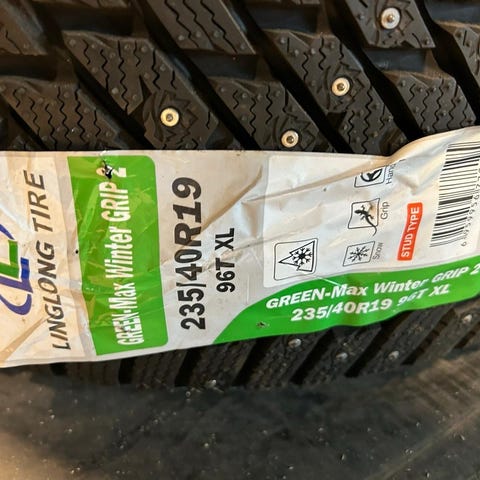 LINGLONG TIRE
GREEN-Max Winter GRIP 2
235/40R19
96T XL
Grip
Snow
STUD TYPE
GREEN-Max Winter GRIP 2
235/40R19 96T XL